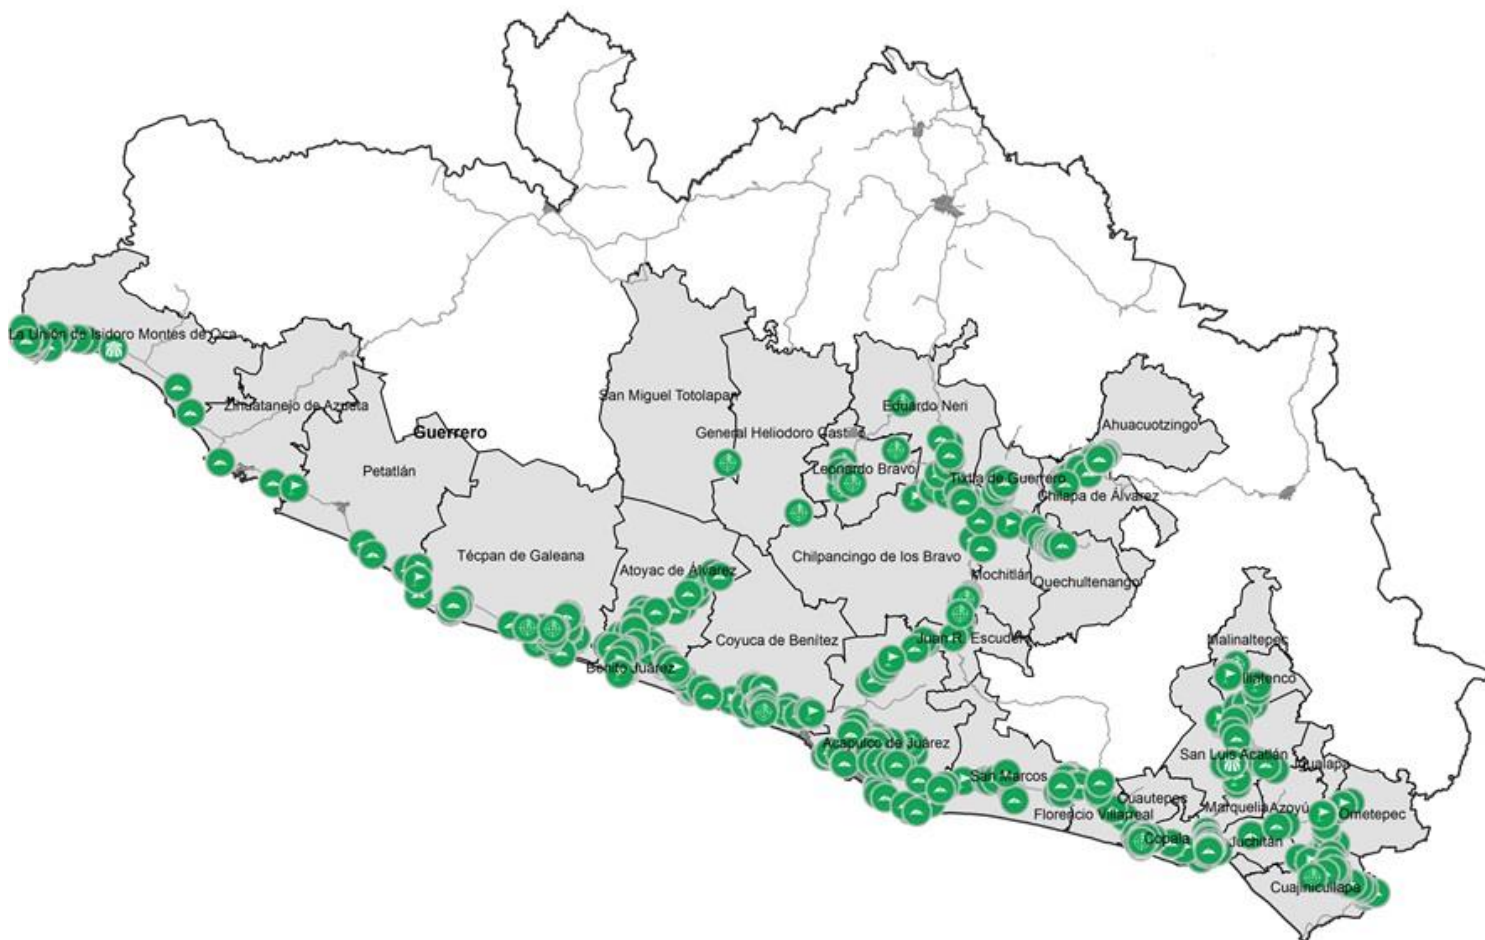 La Unión de Isidoro Montes de Oca
Zihuatanejo de Azueta
Guerrero
Petatlán
San Miguel Totolapan
General Heliodoro Castillo
Eduardo Neri
Leonardo Bravo
Tixtla de Guerrero
Ahuacuotzingo
Chilapa de Álvarez
Técpan de Galeana
Atoyac de Álvarez
Chilpancingo de los Bravo
Mochitlán
Quechultenango
Coyuca de Benítez
Juan R. Escudero
Benito Juárez
Malinaltepec
Iliatenco
Acapulco de Juárez
San Marcos
San Luis Acatlán
Igualapa
Cuautepec
Florencio Villarreal
Marquelia
Azoyú
Ometepec
Copala
Juchitán
Cuajinicuilapa